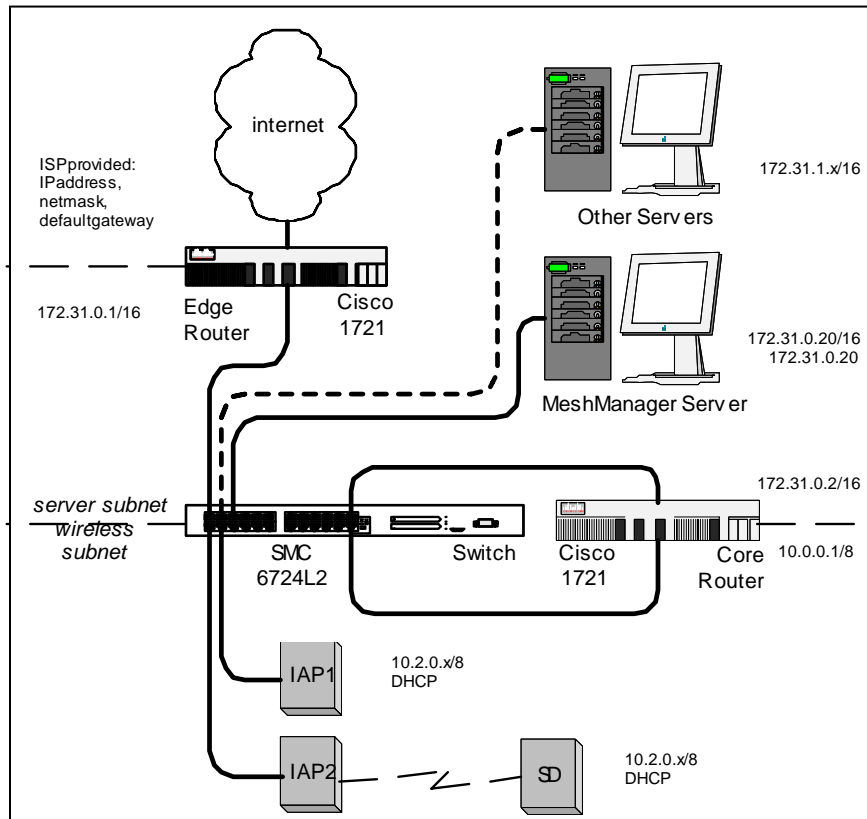 internet
ISPprovided:
IPaddress,
netmask,
defaultgateway
172.31.1.x/16
Other Servers
172.31.0.1/16
Edge
Router
Cisco
1721
172.31.0.20/16
172.31.0.20
MeshManager Server
server subnet
wireless
subnet
SMC
6724L2
Switch
172.31.0.2/16
Cisco
1721
Core
Router
10.0.0.1/8
IAP1
10.2.0.x/8
DHCP
IAP2
SD
10.2.0.x/8
DHCP